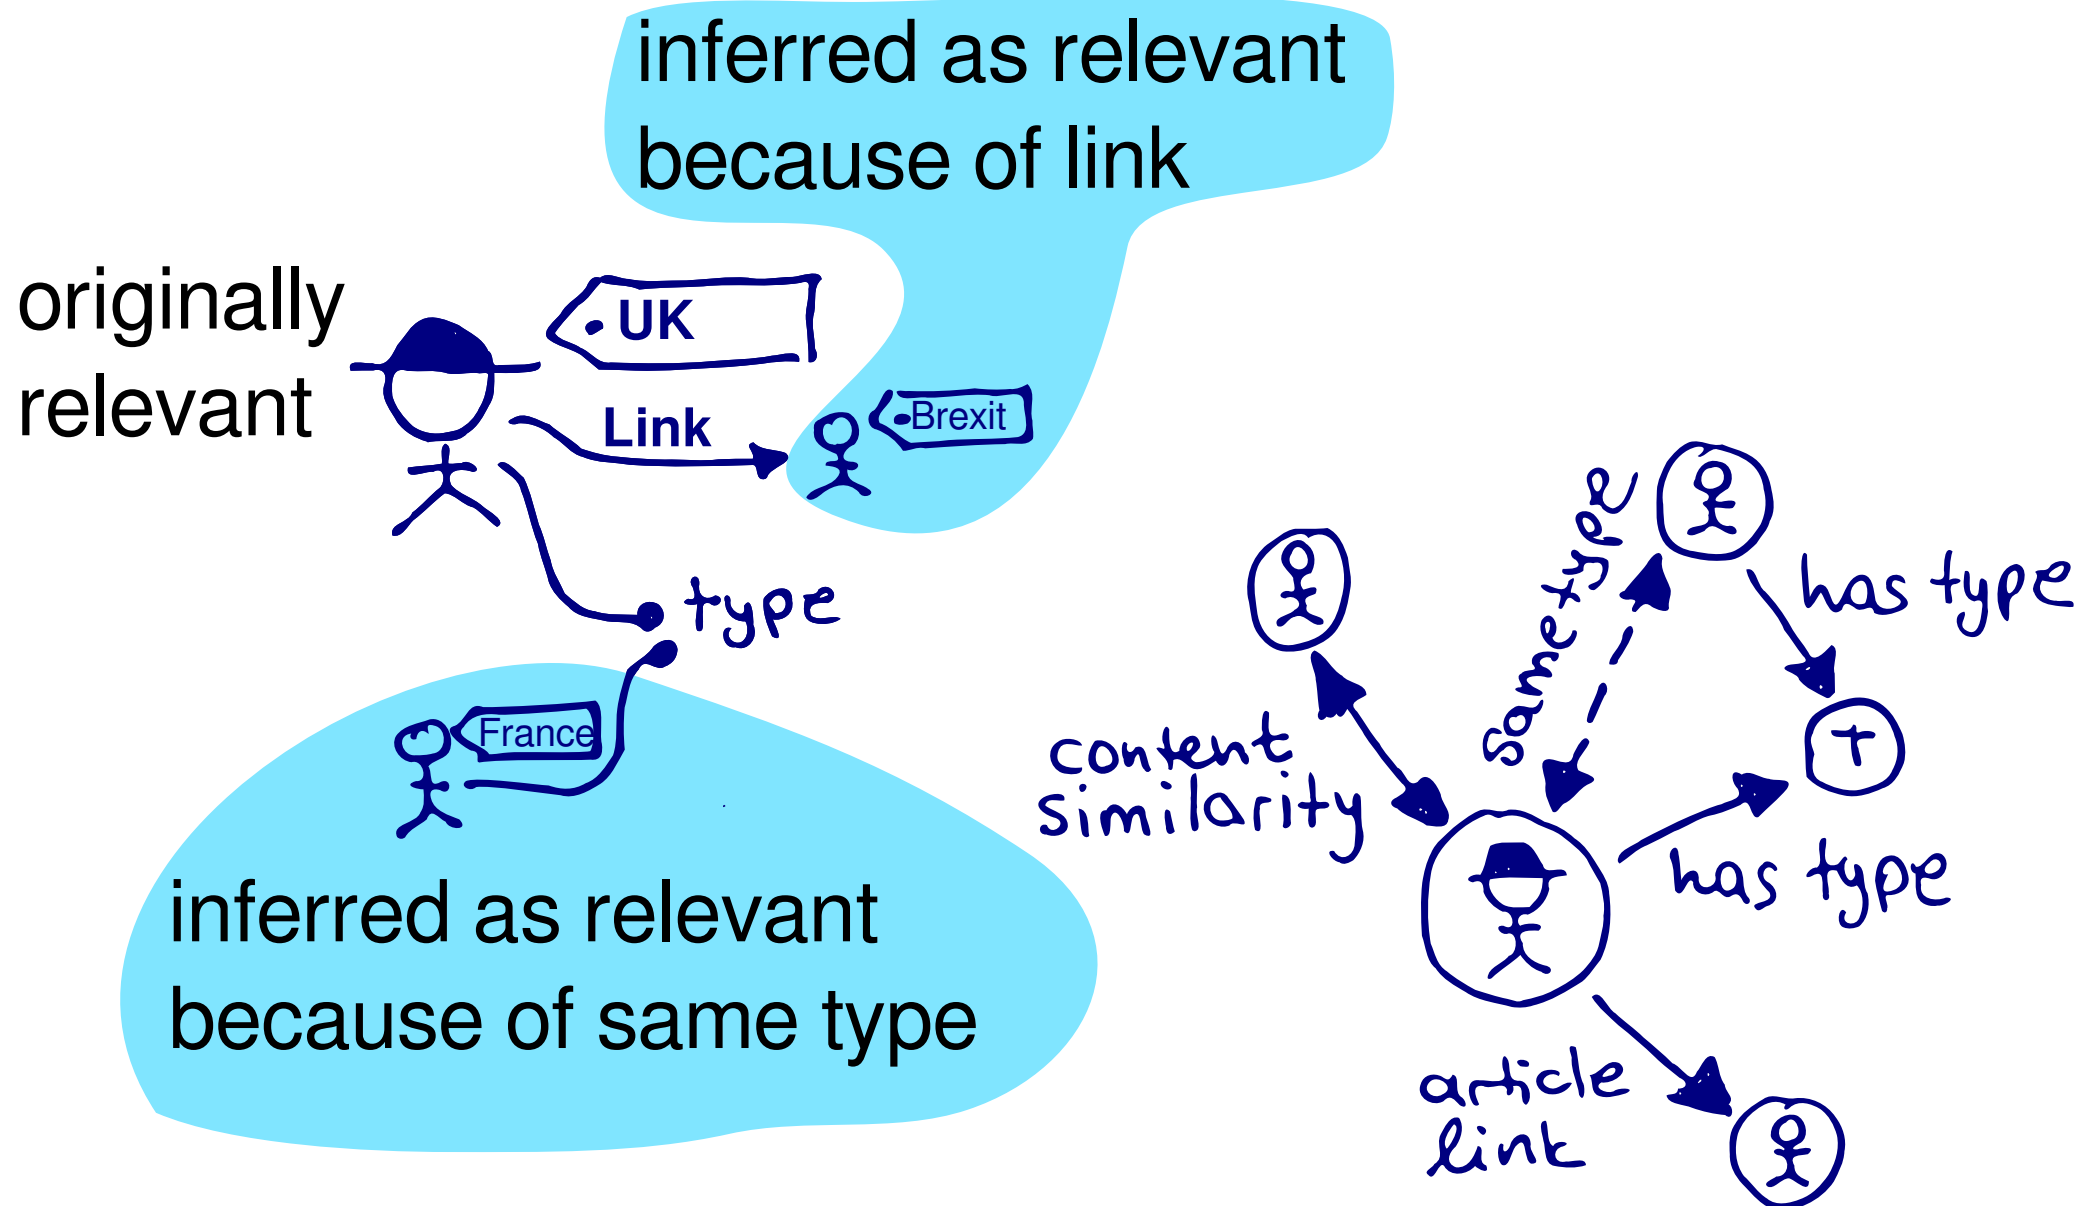 inferred as relevant
because of link
originally
relevant
UK
Link
Brexit
type
France
inferred as relevant
because of same type
same type
has type
content
similarity
T
has type
article
link